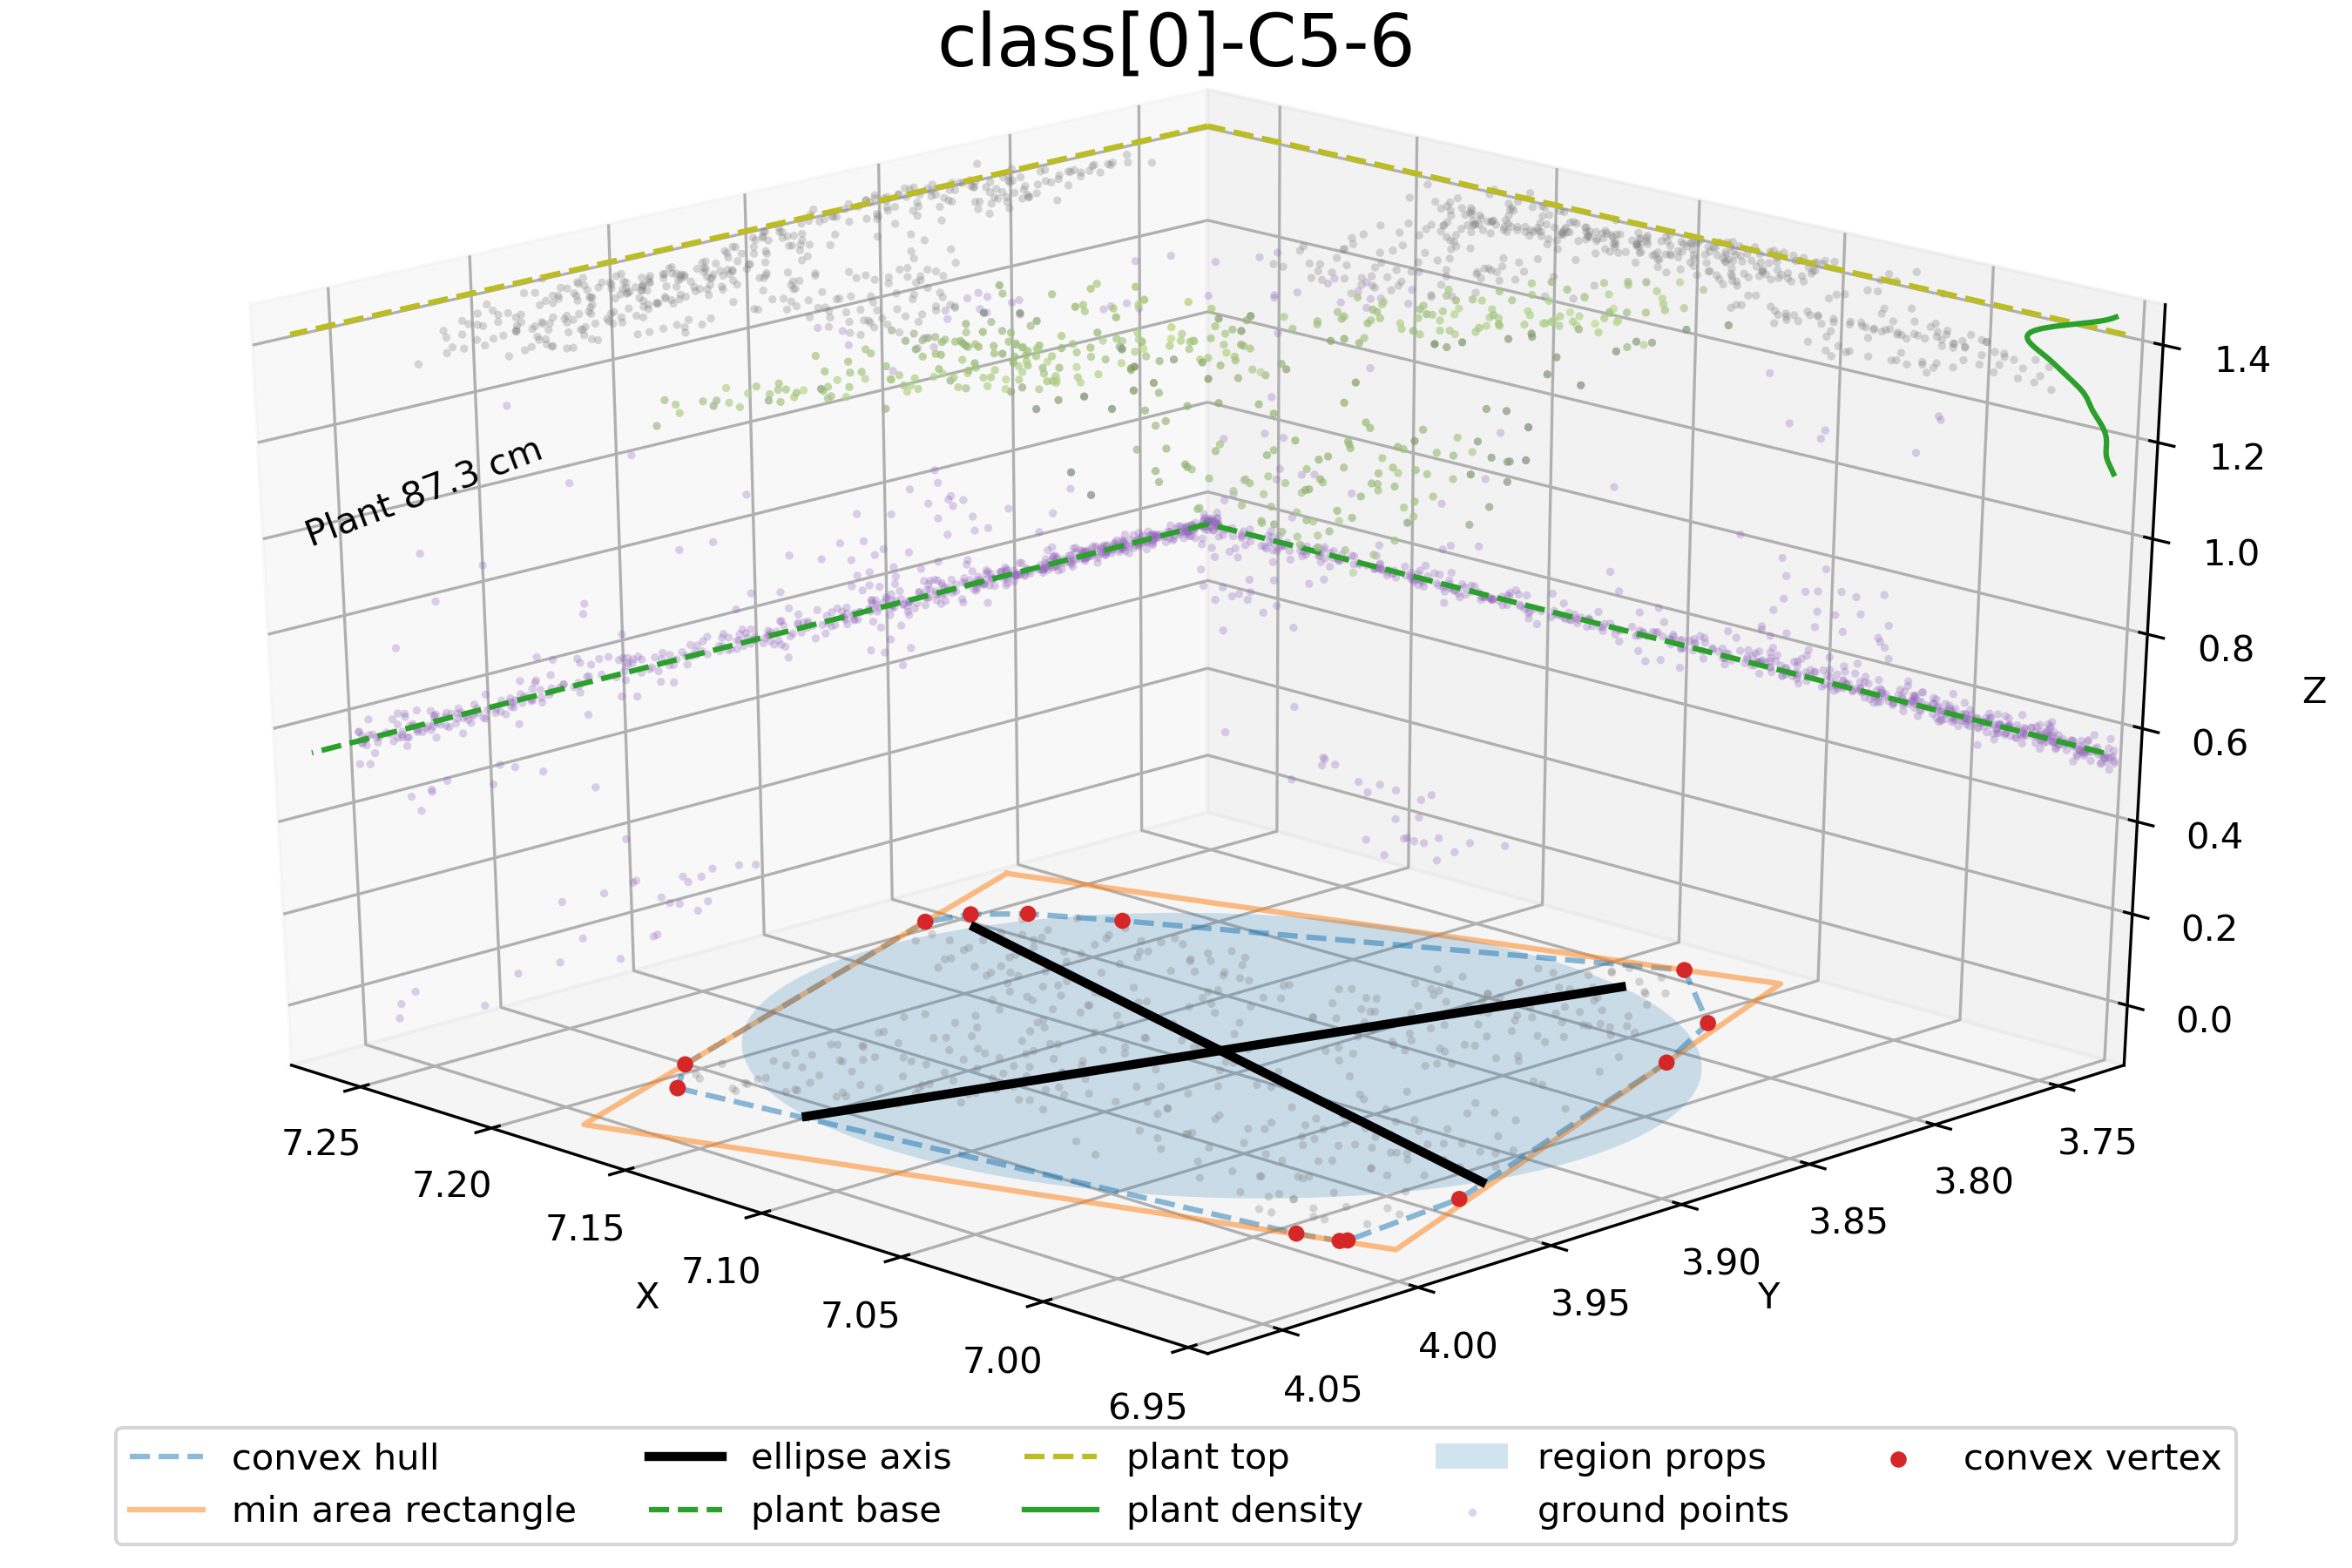 class[0]-C5-6
Plant 87.3 cm
1.4
1.2
1.0
0.8
Z
0.6
0.4
0.2
0.0
7.25
7.20
7.15
7.10
7.05
7.00
6.95
X
3.75
3.80
3.85
3.90
3.95
4.00
4.05
Y
convex hull
min area rectangle
ellipse axis
plant base
plant top
plant density
region props
ground points
convex vertex